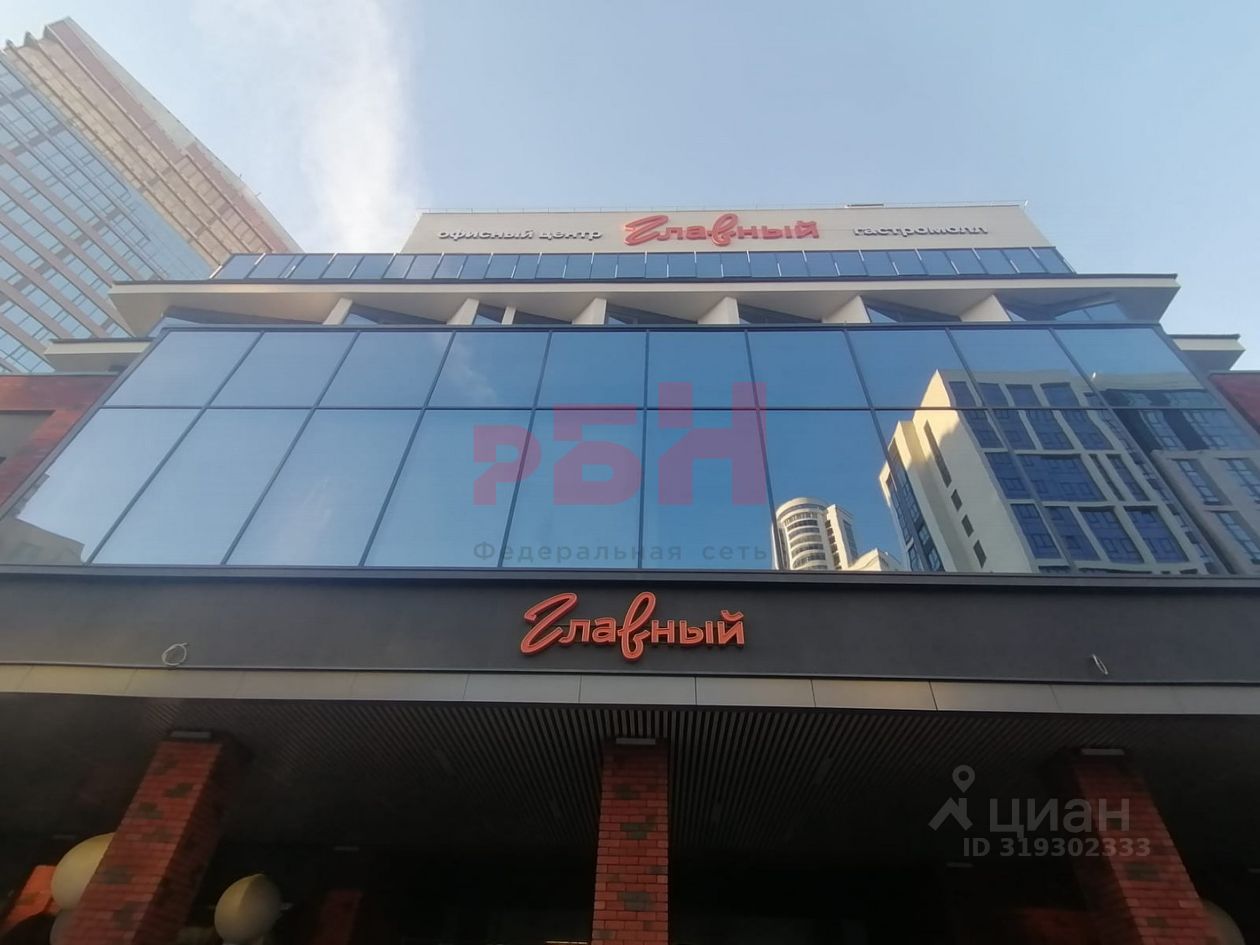 офисный центр Главный гастромолл
РБН
Федеральная сеть
Главный
циан
ID 319302333